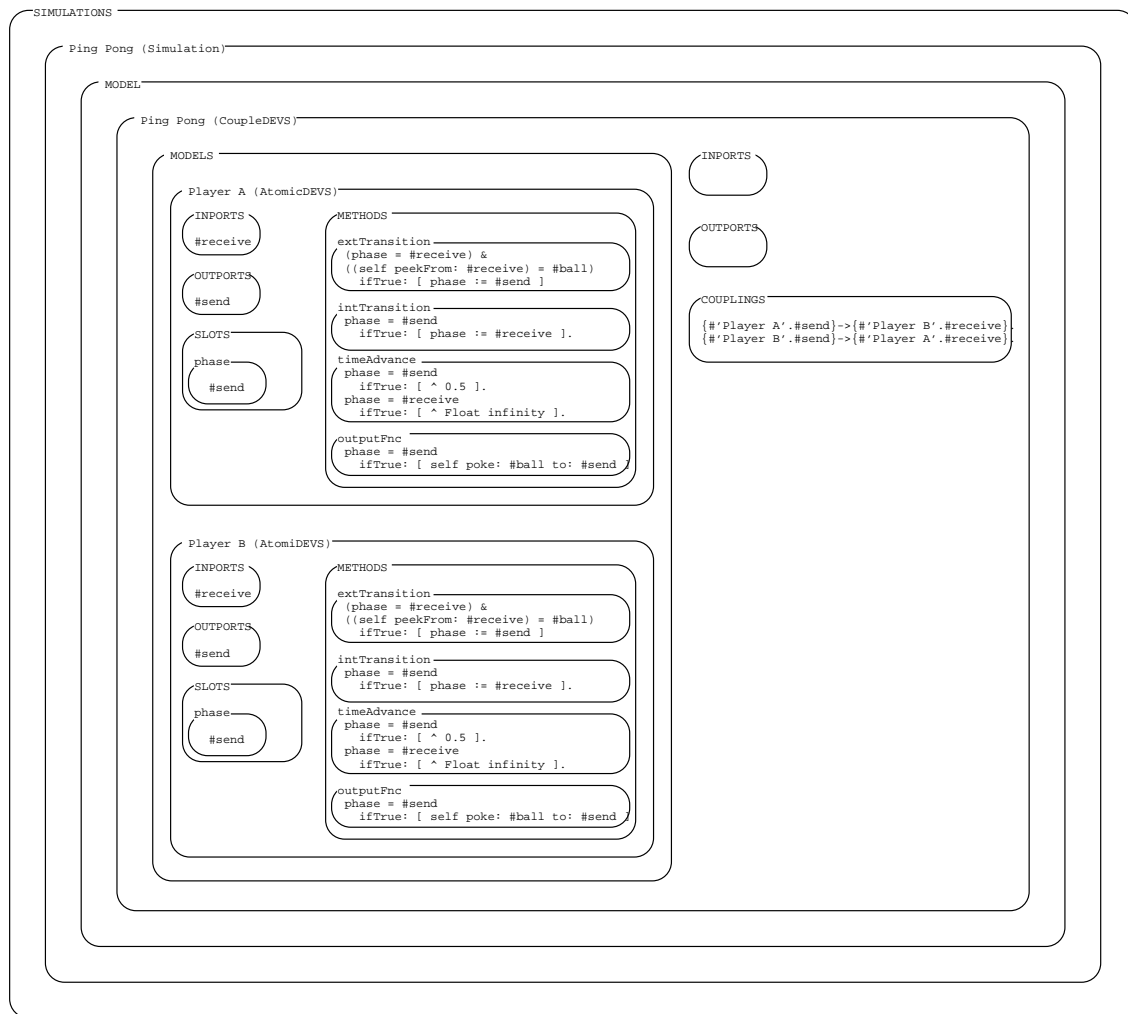 SIMULATIONS
Ping Pong (Simulation)
MODEL
Ping Pong (CoupleDEVS)
MODELS
Player A (AtomicDEVS)
INPORTS
#receive
OUTPORTS
#send
SLOTS
phase
#send
METHODS
extTransition
(phase = #receive) &
((self peekFrom: #receive) = #ball)
ifTrue: [ phase := #send ]
intTransition
phase = #send
ifTrue: [ phase := #receive ].
timeAdvance
phase = #send
ifTrue: [ ^ 0.5 ].
phase = #receive
ifTrue: [ ^ Float infinity ].
outputFnc
phase = #send
ifTrue: [ self poke: #ball to: #send ]
Player B (AtomiDEVS)
INPORTS
#receive
OUTPORTS
#send
SLOTS
phase
#send
METHODS
extTransition
(phase = #receive) &
((self peekFrom: #receive) = #ball)
ifTrue: [ phase := #send ]
intTransition
phase = #send
ifTrue: [ phase := #receive ].
timeAdvance
phase = #send
ifTrue: [ ^ 0.5 ].
phase = #receive
ifTrue: [ ^ Float infinity ].
outputFnc
phase = #send
ifTrue: [ self poke: #ball to: #send ]
INPORTS
OUTPORTS
COUPLINGS
{#'Player A'.#send}->{#'Player B'.#receive}.
{#'Player B'.#send}->{#'Player A'.#receive}.